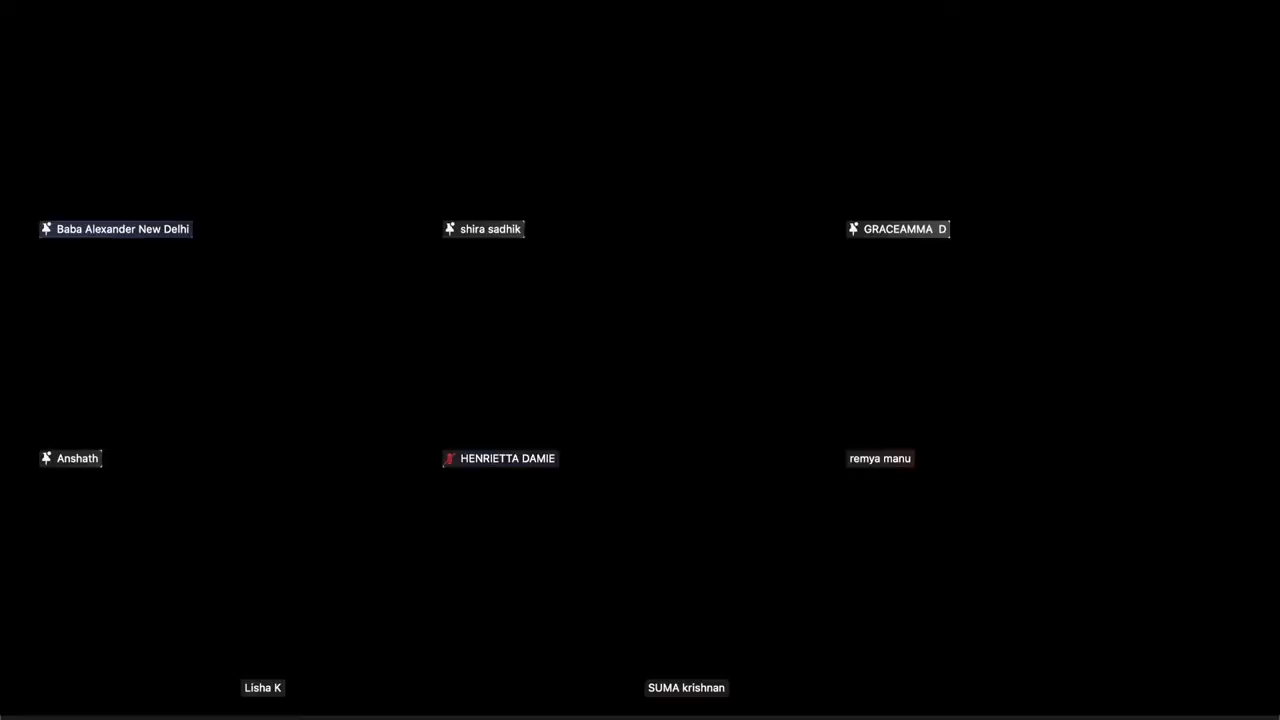 Baba Alexander New Delhi
shira sadhik
GRACEAMMA  D
Anshath
HENRIETTA DAMIE
remya manu
Lisha K
SUMA krishnan